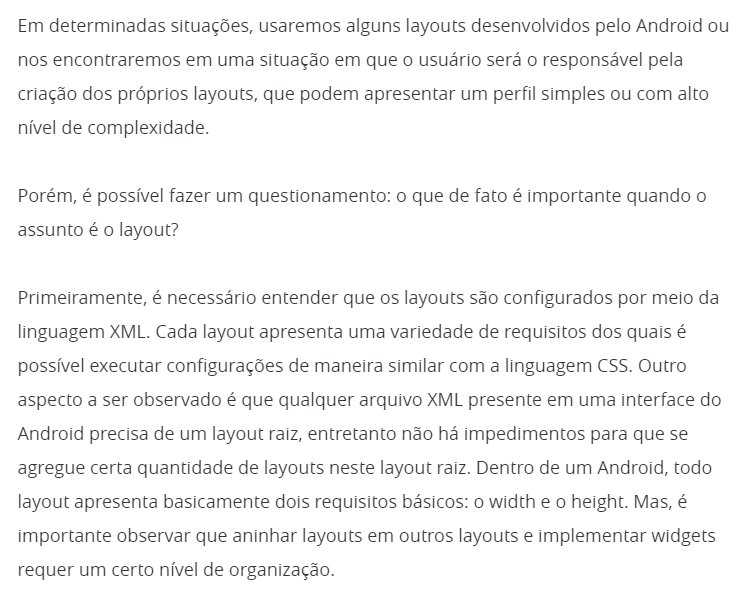 Em determinadas situações, usaremos alguns layouts desenvolvidos pelo Android ou
nos encontraremos em uma situação em que o usuário será o responsável pela
criação dos próprios layouts, que podem apresentar um perfil simples ou com alto
nível de complexidade.
Porém, é possível fazer um questionamento: o que de fato é importante quando o
assunto é o layout?
Primeiramente, é necessário entender que os layouts são configurados por meio da
linguagem XML. Cada layout apresenta uma variedade de requisitos dos quais é
possível executar configurações de maneira similar com a linguagem CSS. Outro
aspecto a ser observado é que qualquer arquivo XML presente em uma interface do
Android precisa de um layout raiz, entretanto não há impedimentos para que se
agregue certa quantidade de layouts neste layout raiz. Dentro de um Android, todo
layout apresenta basicamente dois requisitos básicos: o width e o height. Mas, é
importante observar que aninhar layouts em outros layouts e implementar widgets
requer um certo nível de organização.